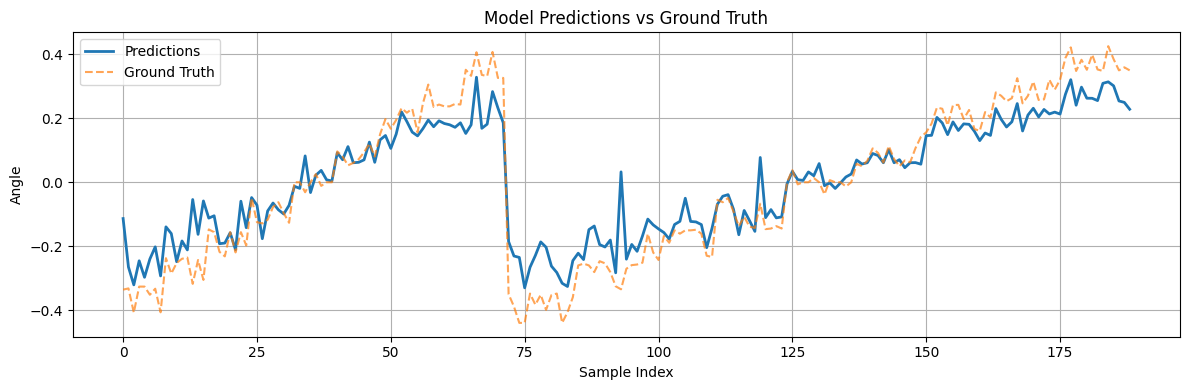 Model Predictions vs Ground Truth
Predictions
Ground Truth
Angle
0.4
0.2
0.0
−0.2
−0.4
0 25 50 75 100 125 150 175
Sample Index